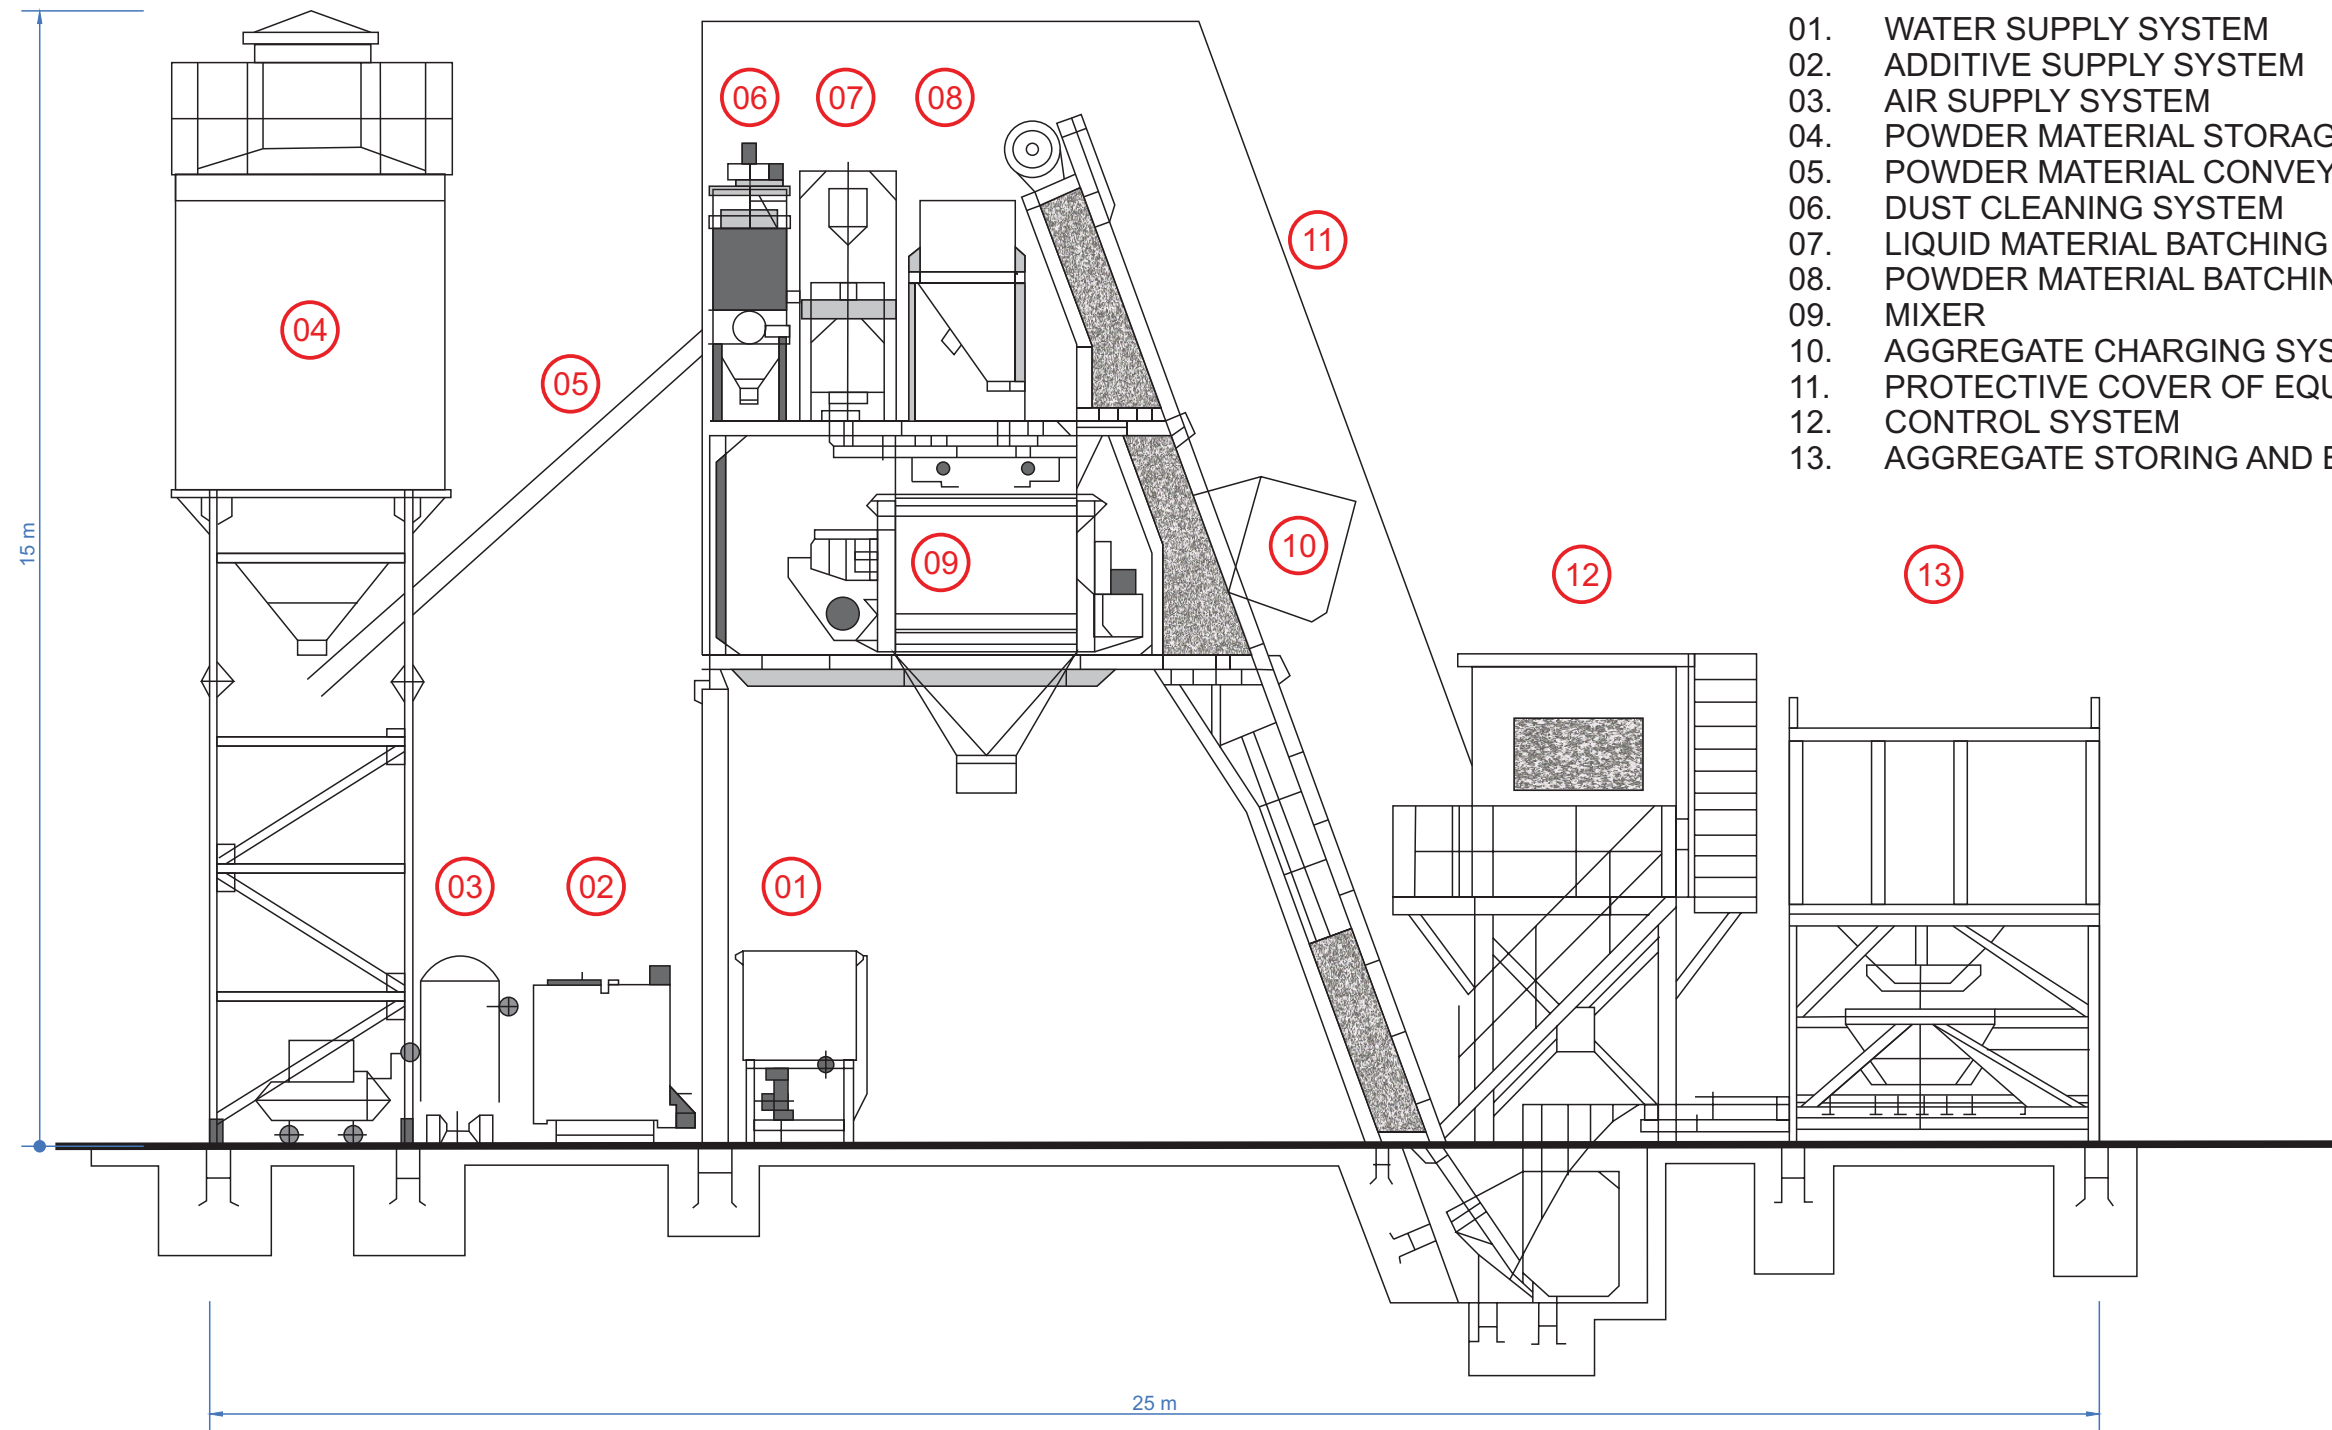 01. WATER SUPPLY SYSTEM
02. ADDITIVE SUPPLY SYSTEM
03. AIR SUPPLY SYSTEM
04. POWDER MATERIAL STORAG
05. POWDER MATERIAL CONVEY
06. DUST CLEANING SYSTEM
07. LIQUID MATERIAL BATCHING
08. POWDER MATERIAL BATCHIN
09. MIXER
10. AGGREGATE CHARGING SYS
11. PROTECTIVE COVER OF EQU
12. CONTROL SYSTEM
13. AGGREGATE STORING AND B
06 07 08
11
04
05
15 m
09
10
12
13
03
02
01
25 m